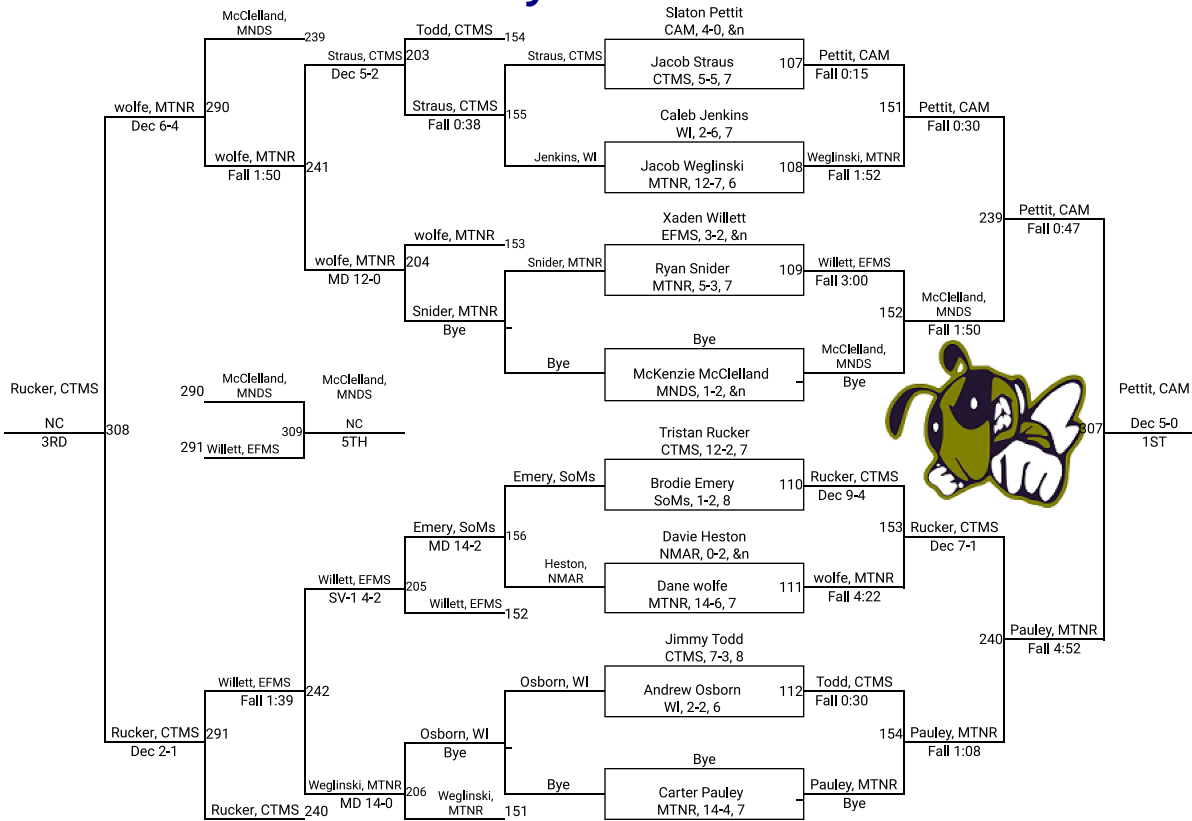 y
McClelland,
MNDS
239
wolfe, MTNR
Dec 6-4
290
wolfe, MTNR
Fall 1:50
Straus, CTMS
Dec 5-2
241
wolfe, MTNR
MD 12-0
Todd, CTMS
154
203
Straus, CTMS
Fall 0:38
wolfe, MTNR
153
204
Snider, MTNR
Bye
Straus, CTMS
155
Jenkins, WI
Snider, MTNR
Bye
Slaton Pettit
CAM, 4-0, &n
Jacob Straus
CTMS, 5-5, 7
107
Caleb Jenkins
WI, 2-6, 7
Jacob Weglinski
MTNR, 12-7, 6
108
Xaden Willett
EFMS, 3-2, &n
Ryan Snider
MTNR, 5-3, 7
109
Bye
McKenzie McClelland
MNDS, 1-2, &n
Pettit, CAM
Fall 0:15
151
Weglinski, MTNR
Fall 1:52
Willett, EFMS
Fall 3:00
152
McClelland,
MNDS
Bye
Pettit, CAM
Fall 0:30
239
McClelland,
MNDS
Fall 1:50
Pettit, CAM
Fall 0:47
Pettit, CAM
307
Dec 5-0
1ST
Rucker, CTMS
NC
3RD
308
290
McClelland,
MNDS
291
Willett, EFMS
309
McClelland,
MNDS
NC
5TH
Tristan Rucker
CTMS, 12-2, 7
Brodie Emery
SoMs, 1-2, 8
110
Davie Heston
NMAR, 0-2, &n
Dane wolfe
MTNR, 14-6, 7
111
Jimmy Todd
CTMS, 7-3, 8
Andrew Osborn
WI, 2-2, 6
112
Bye
Carter Pauley
MTNR, 14-4, 7
Rucker, CTMS
Dec 9-4
153
wolfe, MTNR
Fall 4:22
Todd, CTMS
Fall 0:30
154
Pauley, MTNR
Bye
Rucker, CTMS
Dec 7-1
240
Pauley, MTNR
Fall 1:08
Pauley, MTNR
Fall 4:52
Emery, SoMs
156
Heston,
NMAR
Osborn, WI
Bye
Emery, SoMs
MD 14-2
205
Willett, EFMS
152
Osborn, WI
Bye
206
Weglinski,
MTNR
151
Willett, EFMS
SV-1 4-2
242
Weglinski, MTNR
MD 14-0
Willett, EFMS
Fall 1:39
291
Rucker, CTMS
240
Rucker, CTMS
Dec 2-1